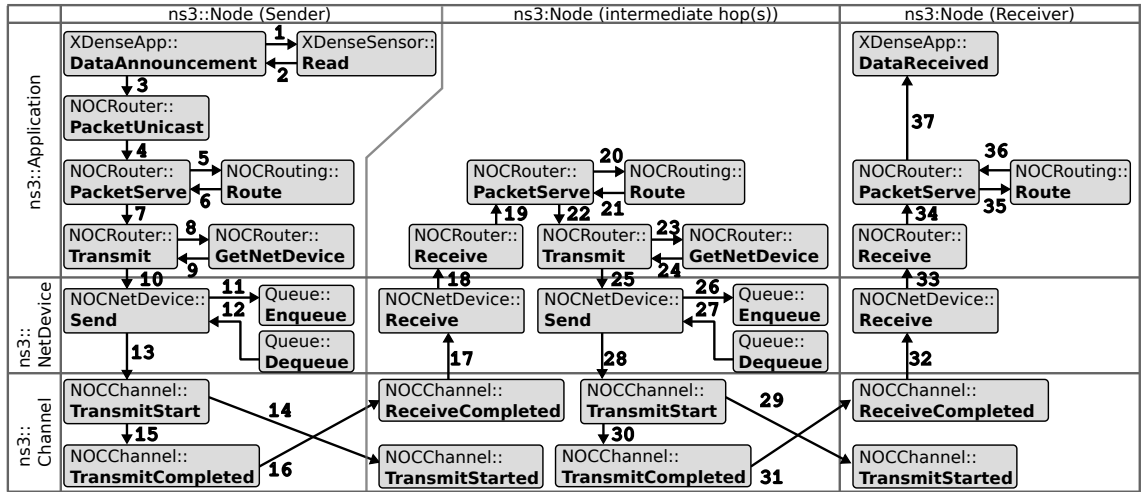 ns3::Node (Sender)
ns3:Node (intermediate hop(s))
ns3:Node (Receiver)
ns3::Application
XDenseApp::
DataAnnouncement
1
2
XDenseSensor::
Read
3
NOCRouter::
PacketUnicast
4
NOCRouter::
PacketServe
5
6
NOCRouting::
Route
7
NOCRouter::
Transmit
8
9
NOCRouter::
GetNetDevice
10
NOCRouter::
PacketServe
20
21
NOCRouting::
Route
19
22
NOCRouter::
Receive
NOCRouter::
Transmit
23
24
NOCRouter::
GetNetDevice
18
25
XDenseApp::
DataReceived
37
NOCRouter::
PacketServe
36
35
NOCRouting::
Route
34
NOCRouter::
Receive
33
ns3::
NetDevice
NOCNetDevice::
Send
11
12
Queue::
Enqueue
Queue::
Dequeue
13
NOCNetDevice::
Receive
17
NOCNetDevice::
Send
26
27
Queue::
Enqueue
Queue::
Dequeue
28
NOCNetDevice::
Receive
32
ns3::
Channel
NOCChannel::
TransmitStart
14
15
NOCChannel::
TransmitCompleted
16
NOCChannel::
ReceiveCompleted
NOCChannel::
TransmitStarted
NOCChannel::
TransmitStart
29
30
NOCChannel::
TransmitCompleted
31
NOCChannel::
ReceiveCompleted
NOCChannel::
TransmitStarted